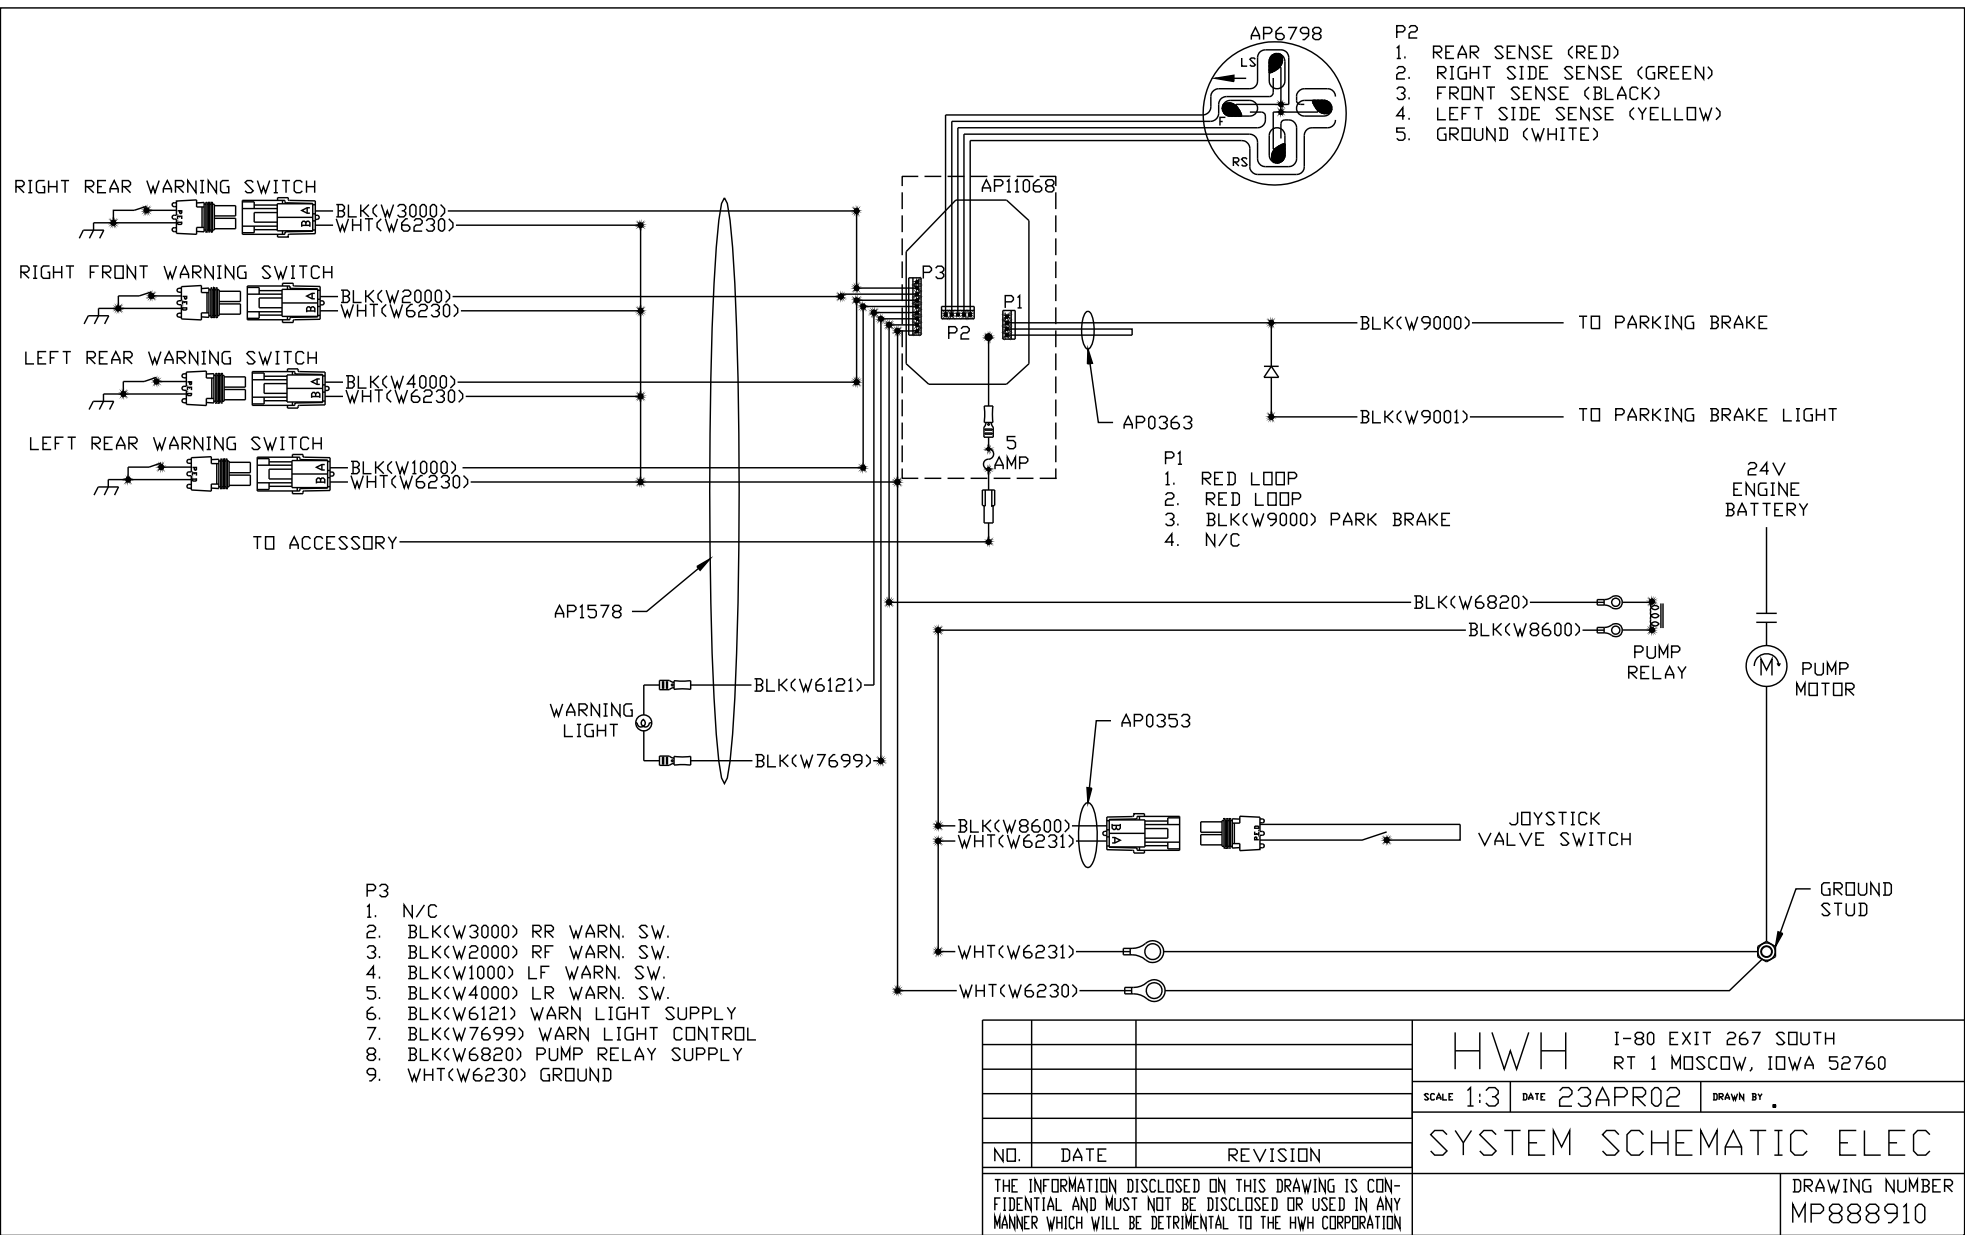 AP6798
LS
F
RS
P2
1. REAR SENSE (RED)
2. RIGHT SIDE SENSE (GREEN)
3. FRONT SENSE (BLACK)
4. LEFT SIDE SENSE (YELLOW)
5. GROUND (WHITE)
RIGHT REAR WARNING SWITCH
PED
A
B
BLK(W3000)
WHT(W6230)
RIGHT FRONT WARNING SWITCH
PED
A
B
BLK(W2000)
WHT(W6230)
LEFT REAR WARNING SWITCH
PED
A
B
BLK(W4000)
WHT(W6230)
LEFT REAR WARNING SWITCH
PED
A
B
BLK(W1000)
WHT(W6230)
TO ACCESSORY
AP1578
AP11068
P3
P2
P1
5
AMP
AP0363
BLK(W9000)
TO PARKING BRAKE
BLK(W9001)
TO PARKING BRAKE LIGHT
P1
1. RED LOOP
2. RED LOOP
3. BLK(W9000) PARK BRAKE
4. N/C
24V
ENGINE
BATTERY
BLK(W6820)
BLK(W8600)
PUMP
RELAY
M
PUMP
MOTOR
WARNING
LIGHT
BLK(W6121)
BLK(W7699)
AP0353
BLK(W8600)
WHT(W6231)
B
A
PED
JOYSTICK
VALVE SWITCH
GROUND
STUD
WHT(W6231)
WHT(W6230)
P3
1. N/C
2. BLK(W3000) RR WARN. SW.
3. BLK(W2000) RF WARN. SW.
4. BLK(W1000) LF WARN. SW.
5. BLK(W4000) LR WARN. SW.
6. BLK(W6121) WARN LIGHT SUPPLY
7. BLK(W7699) WARN LIGHT CONTROL
8. BLK(W6820) PUMP RELAY SUPPLY
9. WHT(W6230) GROUND
NO. DATE REVISION
THE INFORMATION DISCLOSED ON THIS DRAWING IS CON-
FIDENTIAL AND MUST NOT BE DISCLOSED OR USED IN ANY
MANNER WHICH WILL BE DETRIMENTAL TO THE HWH CORPORATION
HWH
I-80 EXIT 267 SOUTH
RT 1 MOSCOW, IOWA 52760
SCALE 1:3 DATE 23APR02 DRAWN BY .
SYSTEM SCHEMATIC ELEC
DRAWING NUMBER
MP888910